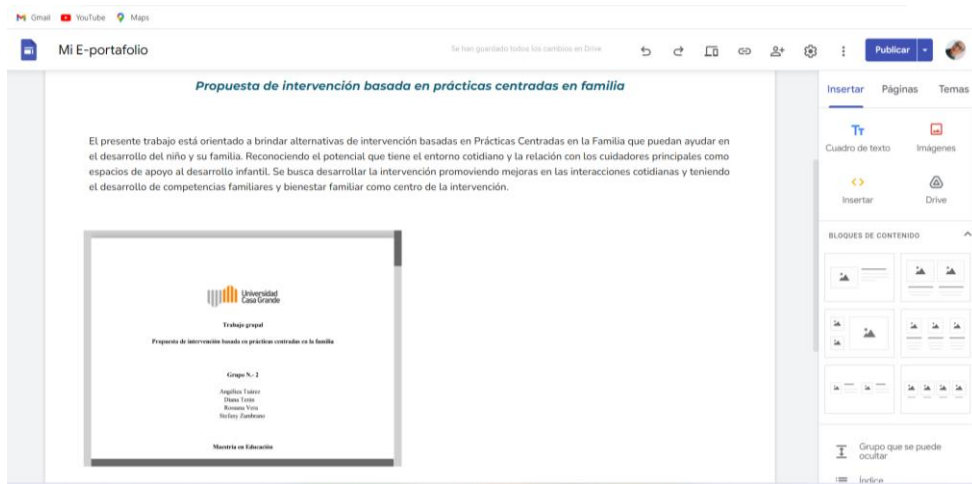 Gmail YouTube Maps
Mi E-portafolio
Se han guardado todos los cambios en Drive
Publicar
Propuesta de intervención basada en prácticas centradas en familia
El presente trabajo está orientado a brindar alternativas de intervención basadas en Prácticas Centradas en la Familia que puedan ayudar en
el desarrollo del niño y su familia. Reconociendo el potencial que tiene el entorno cotidiano y la relación con los cuidadores principales como
espacios de apoyo al desarrollo infantil. Se busca desarrollar la intervención promoviendo mejoras en las interacciones cotidianas y teniendo
el desarrollo de competencias familiares y bienestar familiar como centro de la intervención.
Universidad
Casa Grande
Trabajo grupal
Propuesta de intervención basada en prácticas centradas en la familia
Grupo N.- 2
Angélica Tuárez
Diana Terán
Rossana Vera
Stefany Zambrano
Maestría en Educación
Insertar Páginas Temas
Cuadro de texto Imágenes
Insertar Drive
BLOQUES DE CONTENIDO
Grupo que se puede
ocultar
Índice